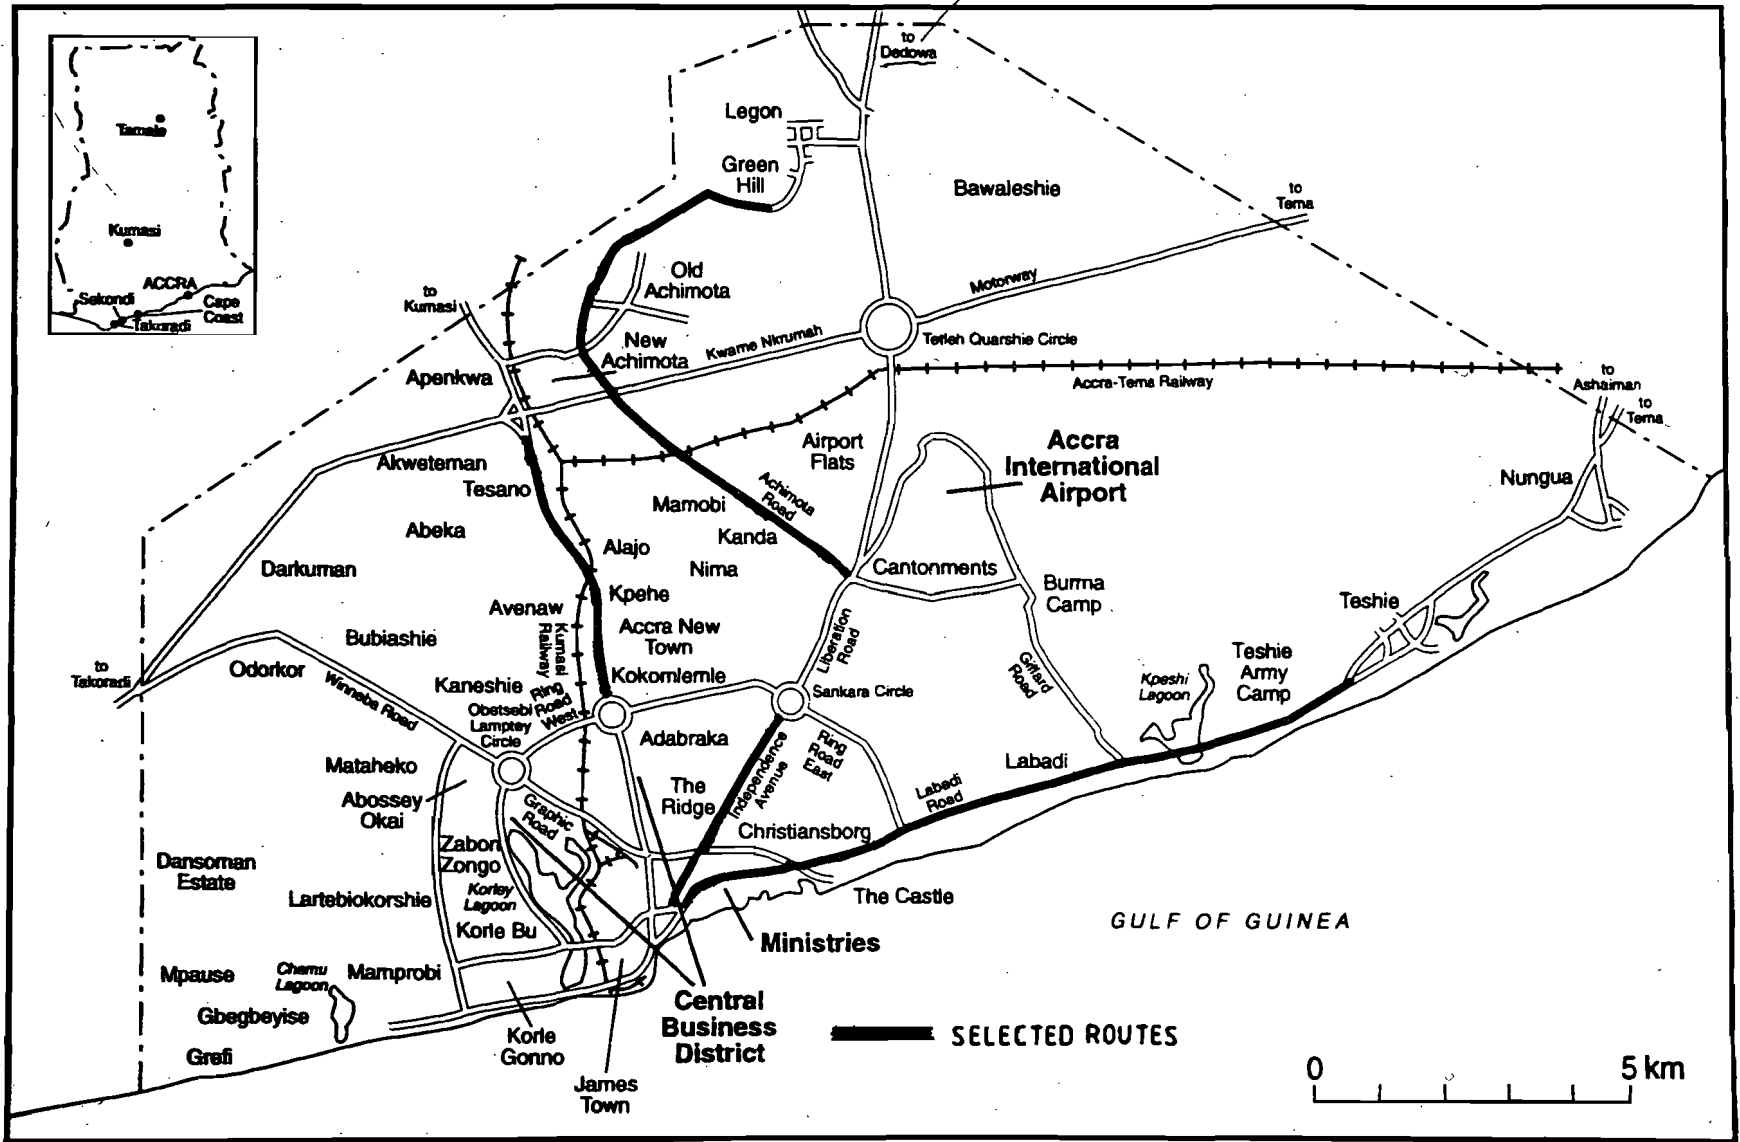 to
Dedowa
Legon
Green
Hill
Bawaleshie
to
Tema
Tamale
Kumasi
ACCRA
Sekondi
Cape
Coast
Takoradi
to
Kumasi
Old
Achimota
Motorway
New
Achimota
Kwame Nkrumah
Tetteh Quarshie Circle
Apenkwa
Accra-Tema Railway
to
Ashaiman
to
Tema
Akweteman
Tesano
Airport
Flats
Accra
International
Airport
Nungua
Abeka
Mamobi
Achimota
Road
Kanda
Alajo
Nima
Cantonments
Darkuman
Kpehe
Burma
Camp
Teshie
Avenaw
Kumasi
Railway
Accra New
Town
Liberation
Road
Bubiashie
to
Takoradi
Odorkor
Winneba Road
Kokomlemle
Giffard
Road
Kpeshi
Lagoon
Teshie
Army
Camp
Kaneshie
Ring
Road
West
Obetsebi
Lamptey
Circle
Sankara Circle
Adabraka
Independence
Avenue
Ring
Road
East
Labadi
Mataheko
The
Ridge
Labadi
Road
Abossey
Okai
Graphic
Road
Christiansborg
Zabon
Zongo
Dansoman
Estate
Korley
Lagoon
Lartebiokorshie
The Castle
GULF OF GUINEA
Korle Bu
Ministries
Mpause
Chemu
Lagoon
Mamprobi
Central
Business
District
Gbegbeyise
Korle
Gonno
SELECTED ROUTES
Grefi
James
Town
0 5 km